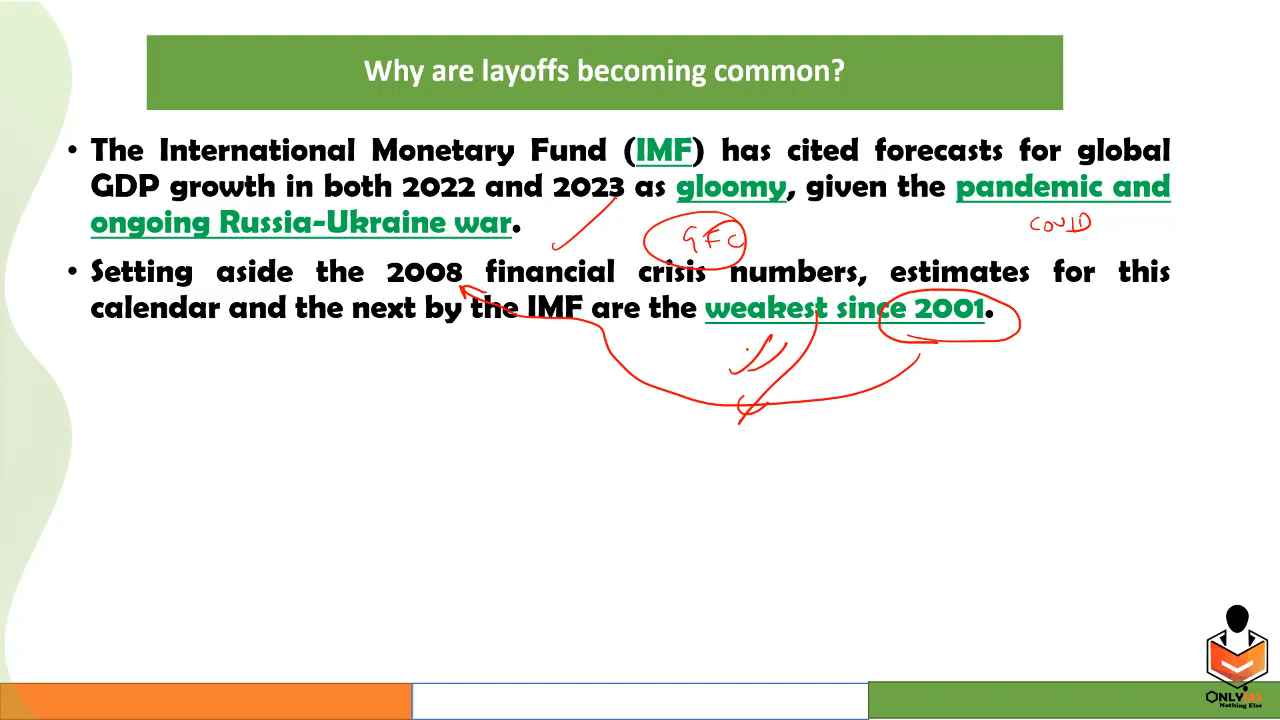 Why are layoffs becoming common?
• The International Monetary Fund (IMF) has cited forecasts for global
GDP growth in both 2022 and 2023 as gloomy, given the pandemic and
ongoing Russia-Ukraine war.
COVID
GFC
• Setting aside the 2008 financial crisis numbers, estimates for this
calendar and the next by the IMF are the weakest since 2001.
ONLYIAS
Nothing Else